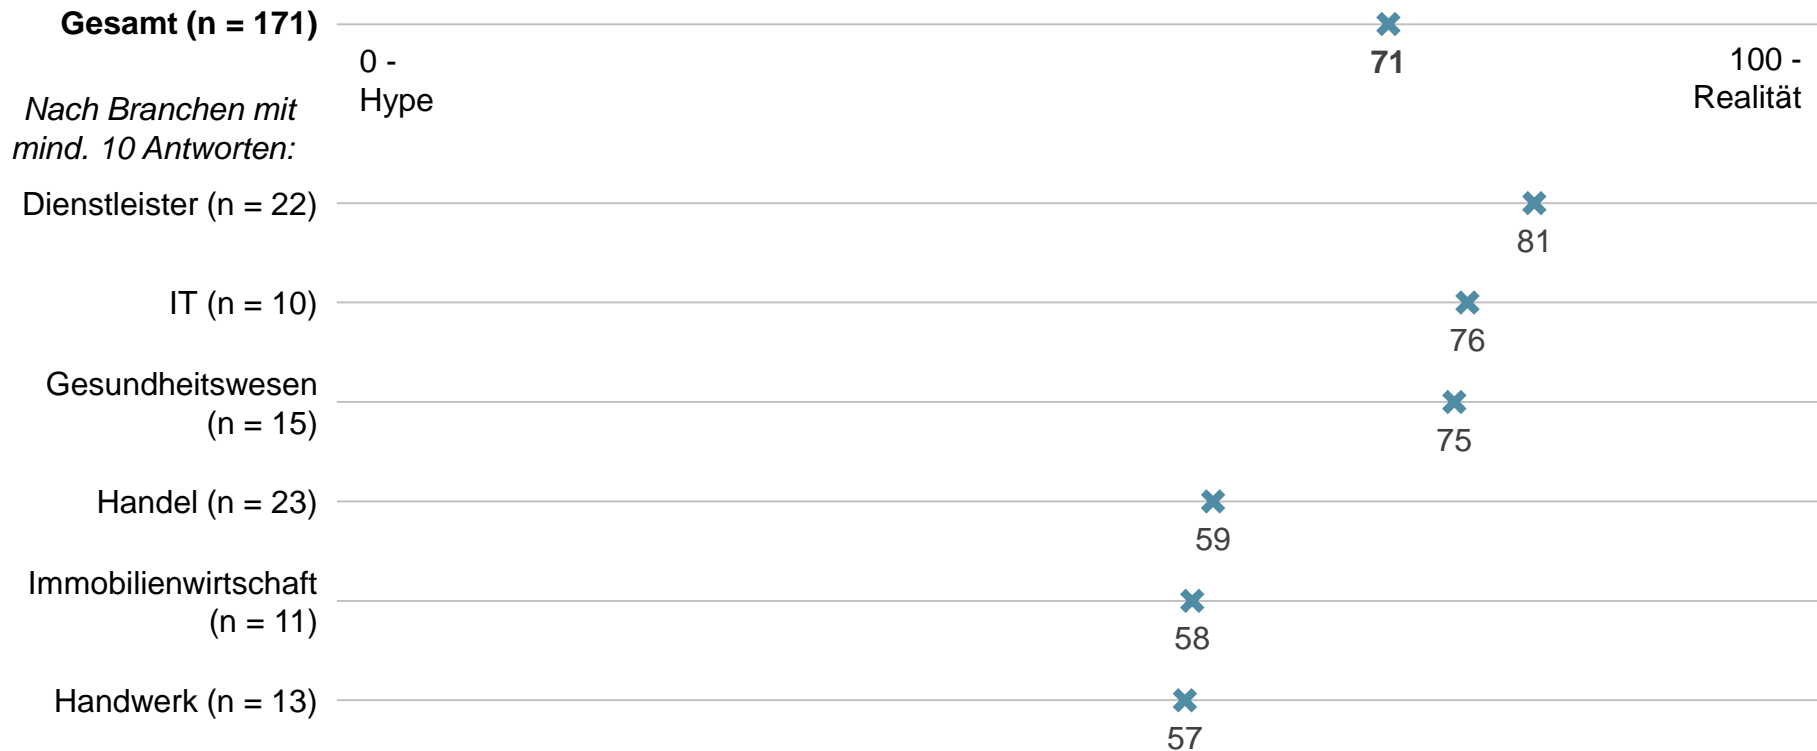 Gesamt (n = 171)
0 -
Hype
71
100 -
Realität
Nach Branchen mit
mind. 10 Antworten:
Dienstleister (n = 22)
81
IT (n = 10)
76
Gesundheitswesen
(n = 15)
75
Handel (n = 23)
59
Immobilienwirtschaft
(n = 11)
58
Handwerk (n = 13)
57